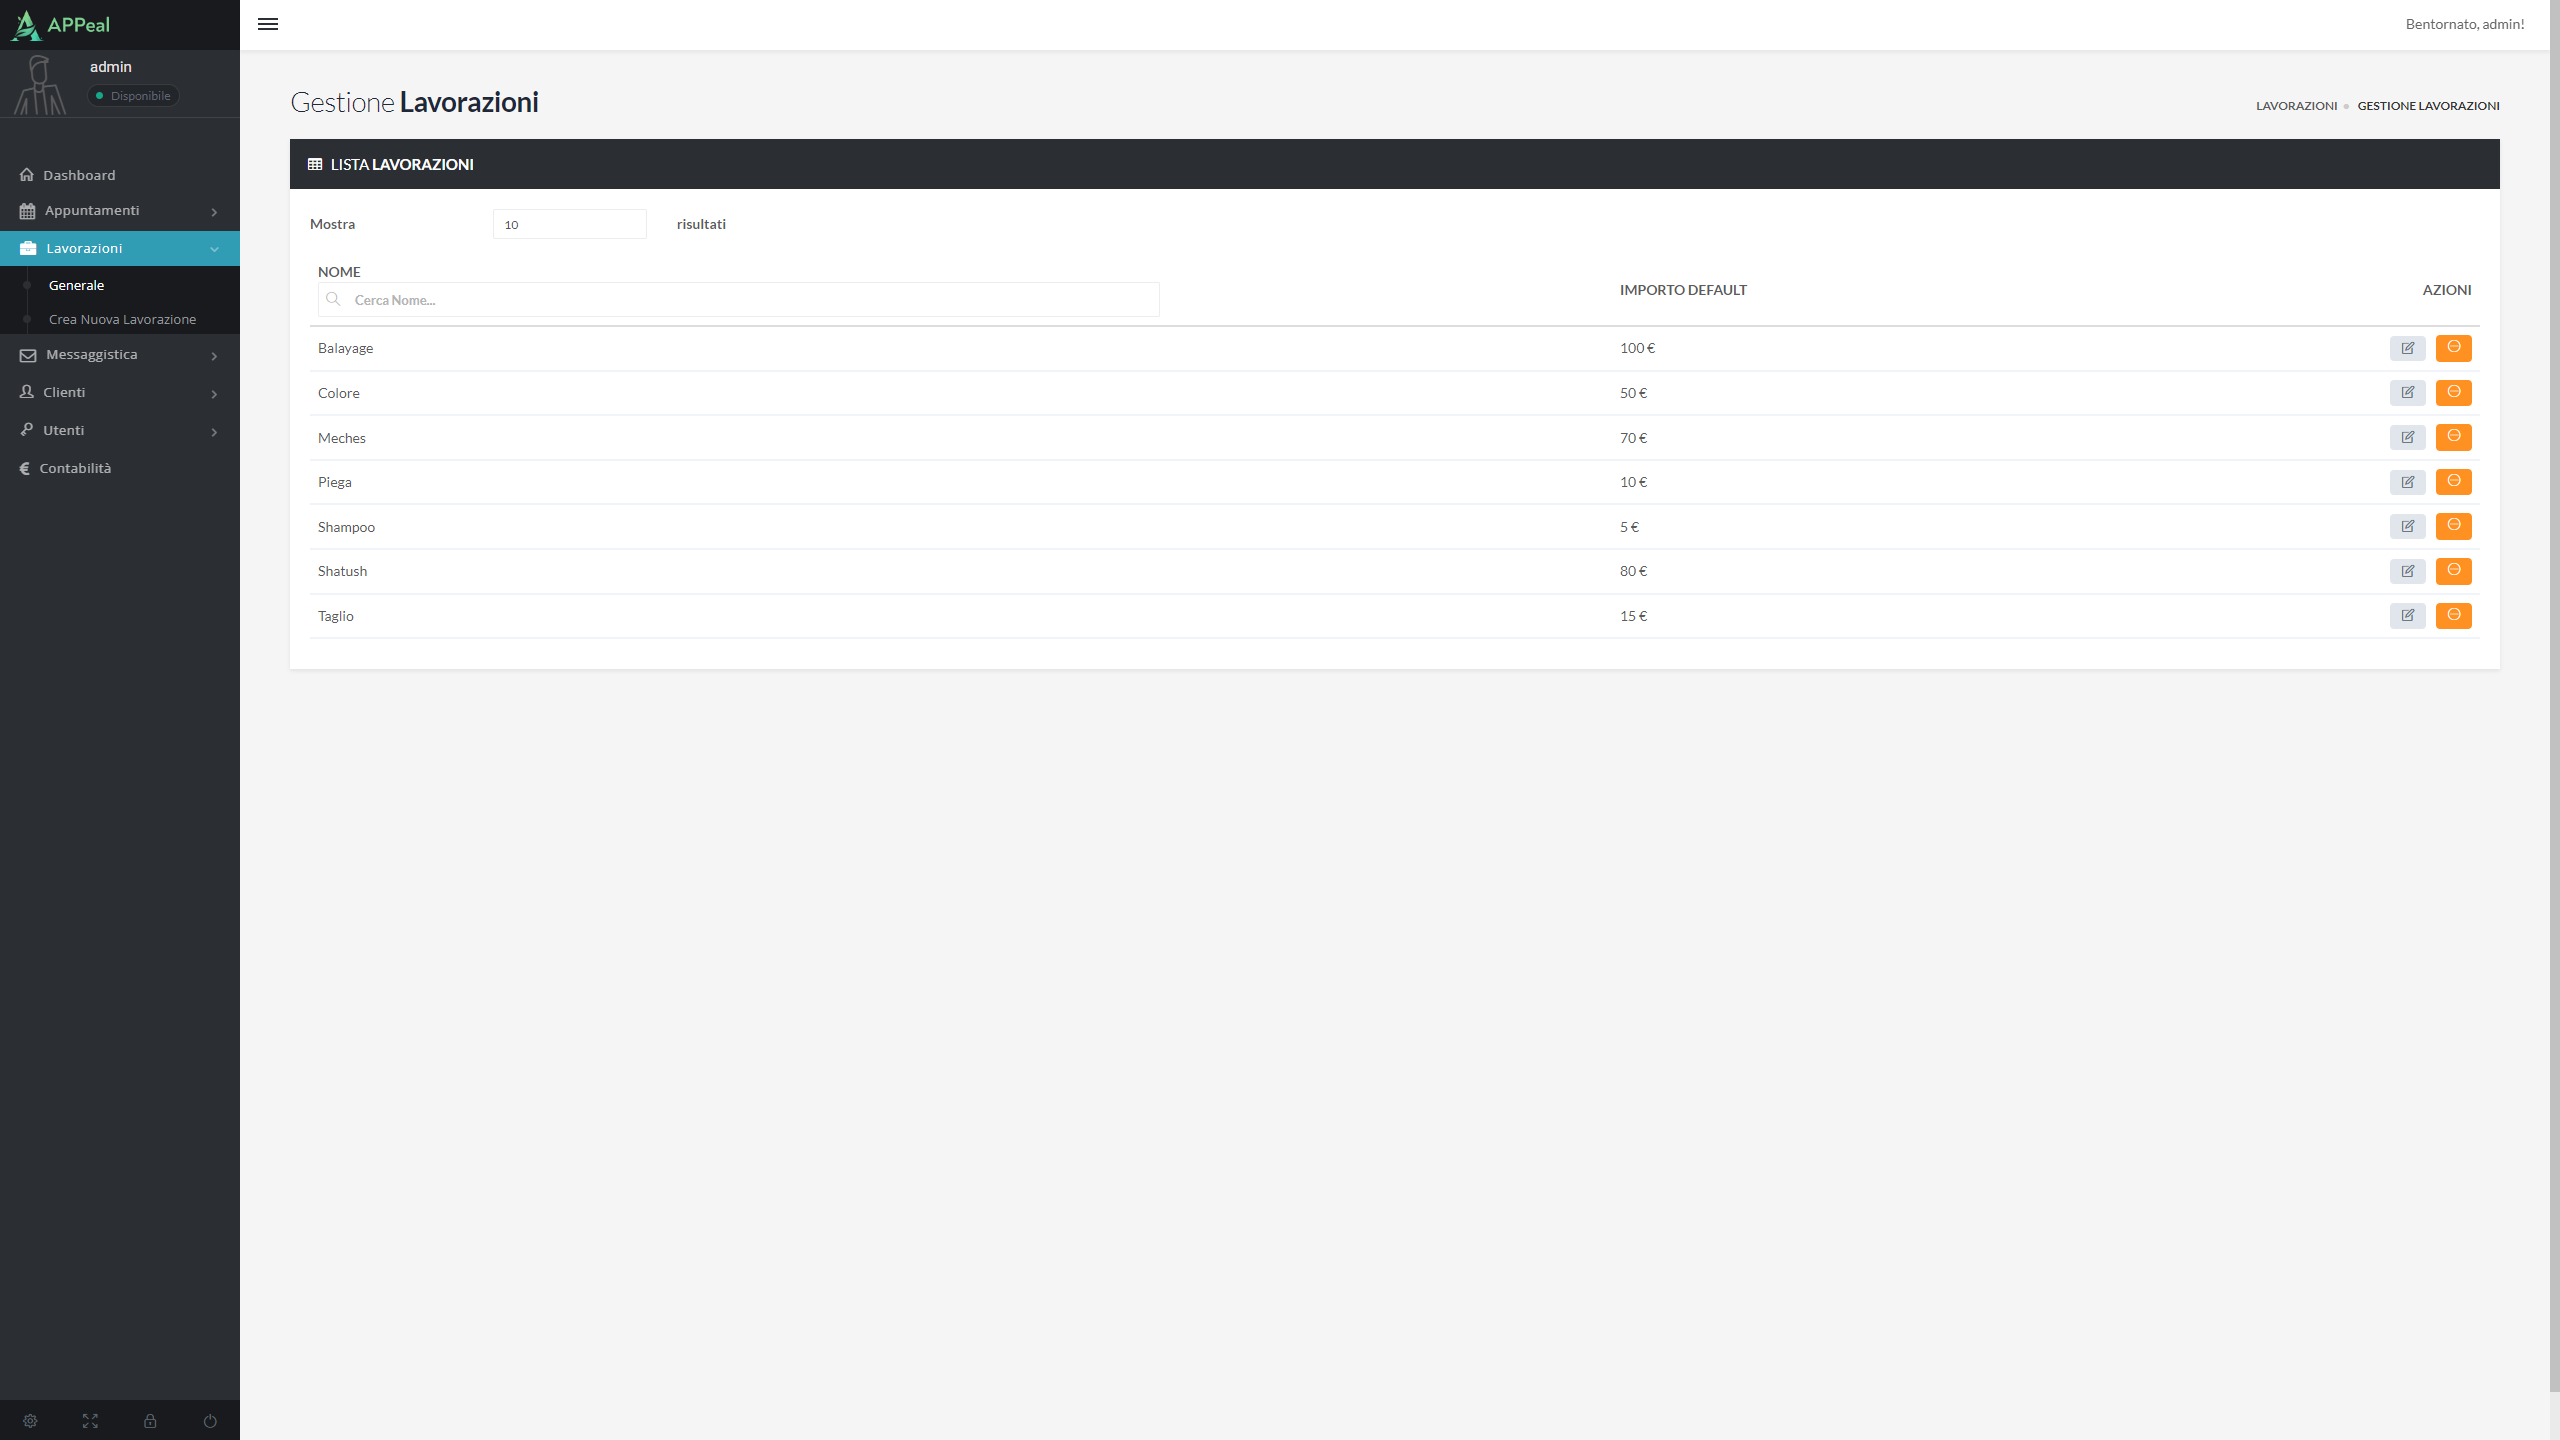 APPeal
Bentornato, admin!
admin
Disponibile
Dashboard
Appuntamenti
Lavorazioni
Generale
Crea Nuova Lavorazione
Messaggistica
Clienti
Utenti
€ Contabilità
Gestione Lavorazioni
LAVORAZIONI • GESTIONE LAVORAZIONI
LISTA LAVORAZIONI
Mostra 10 risultati
NOME IMPORTO DEFAULT AZIONI
Cerca Nome...
Balayage 100 €
Colore 50 €
Meches 70 €
Piega 10 €
Shampoo 5 €
Shatush 80 €
Taglio 15 €